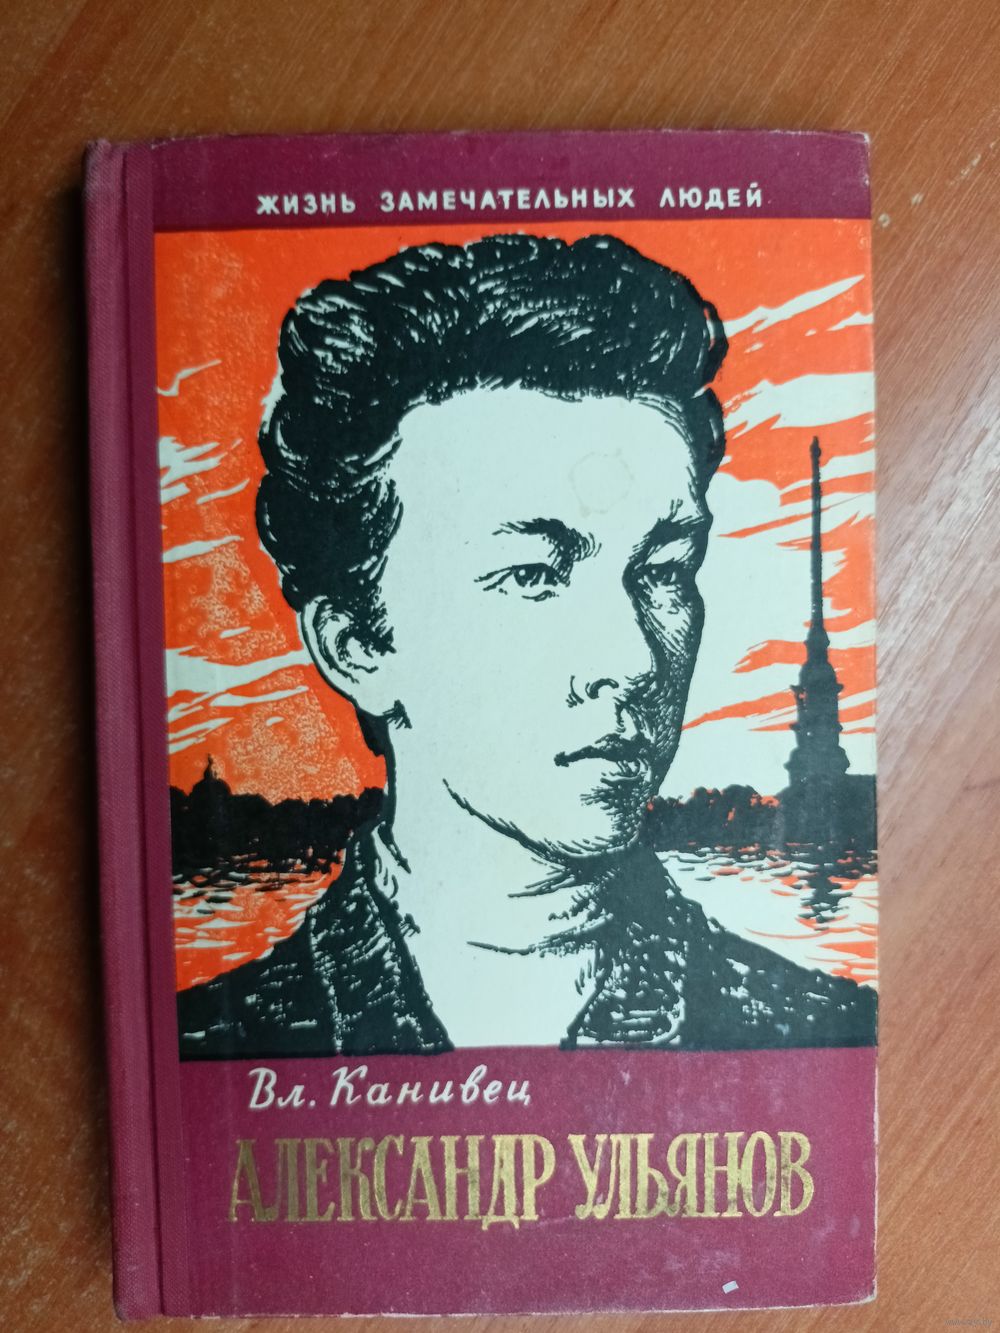 ЖИЗНЬ ЗАМЕЧАТЕЛЬНЫХ ЛЮДЕЙ
Вл. Канивец
АЛЕКСАНДР УЛЬЯНОВ